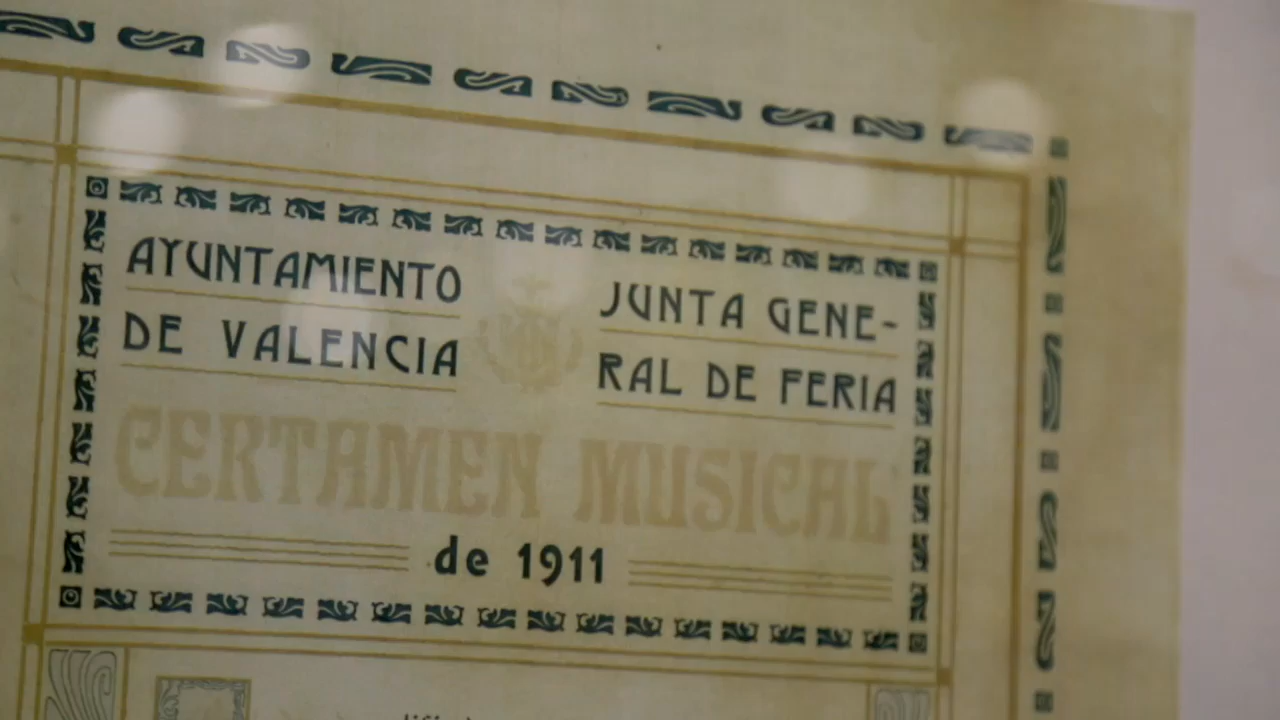 AYUNTAMIENTO
DE VALENCIA
JUNTA GENE-
RAL DE FERIA
CERTAMEN MUSICAL
de 1911